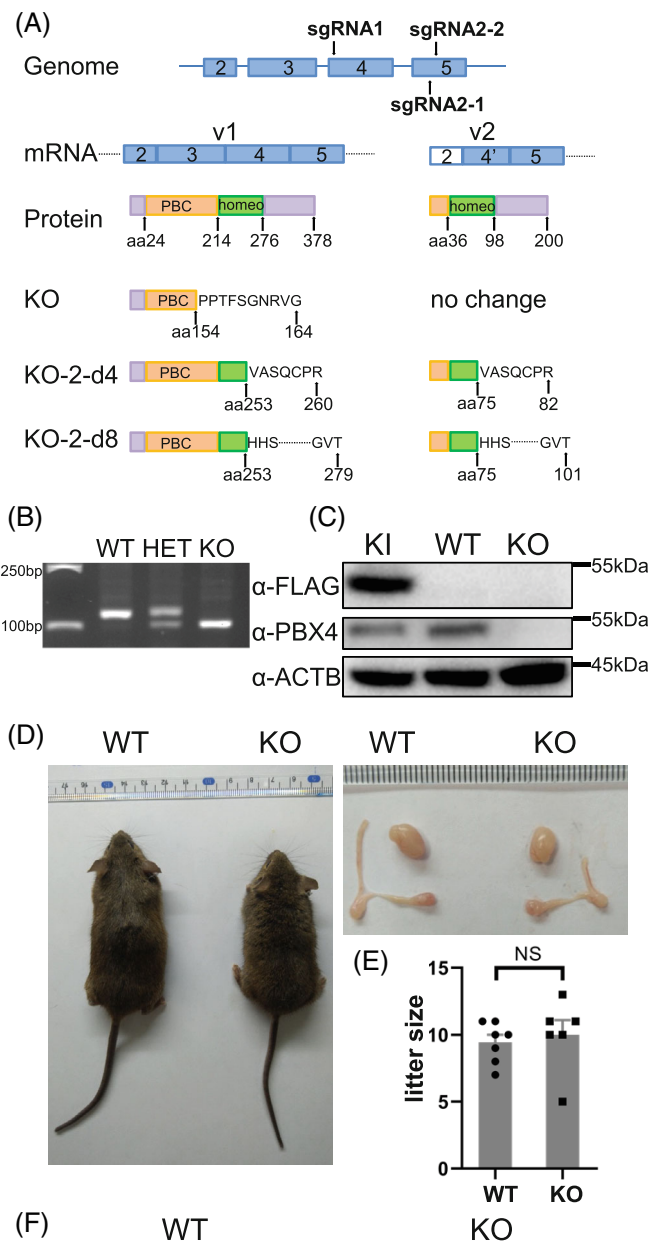 (A)
sgRNA1 sgRNA2-2
Genome 2 3 4 5
sgRNA2-1
v1 v2
mRNA 2 3 4 5 2 4’ 5
Protein PBC homeo homeo
aa24 214 276 378 aa36 98 200
KO PBC PPTFSGNRVG no change
aa154 164
KO-2-d4 PBC VASQCPR VASQCPR
aa253 260 aa75 82
KO-2-d8 PBC HHS GVT HHS GVT
aa253 279 aa75 101
(B) (C)
WT HET KO KI WT KO
250bp
100bp
55kDa
α-FLAG
55kDa
α-PBX4
45kDa
α-ACTB
(D)
WT KO WT KO
(E)
NS
litter size
15
10
5
0
WT KO
(F) WT KO